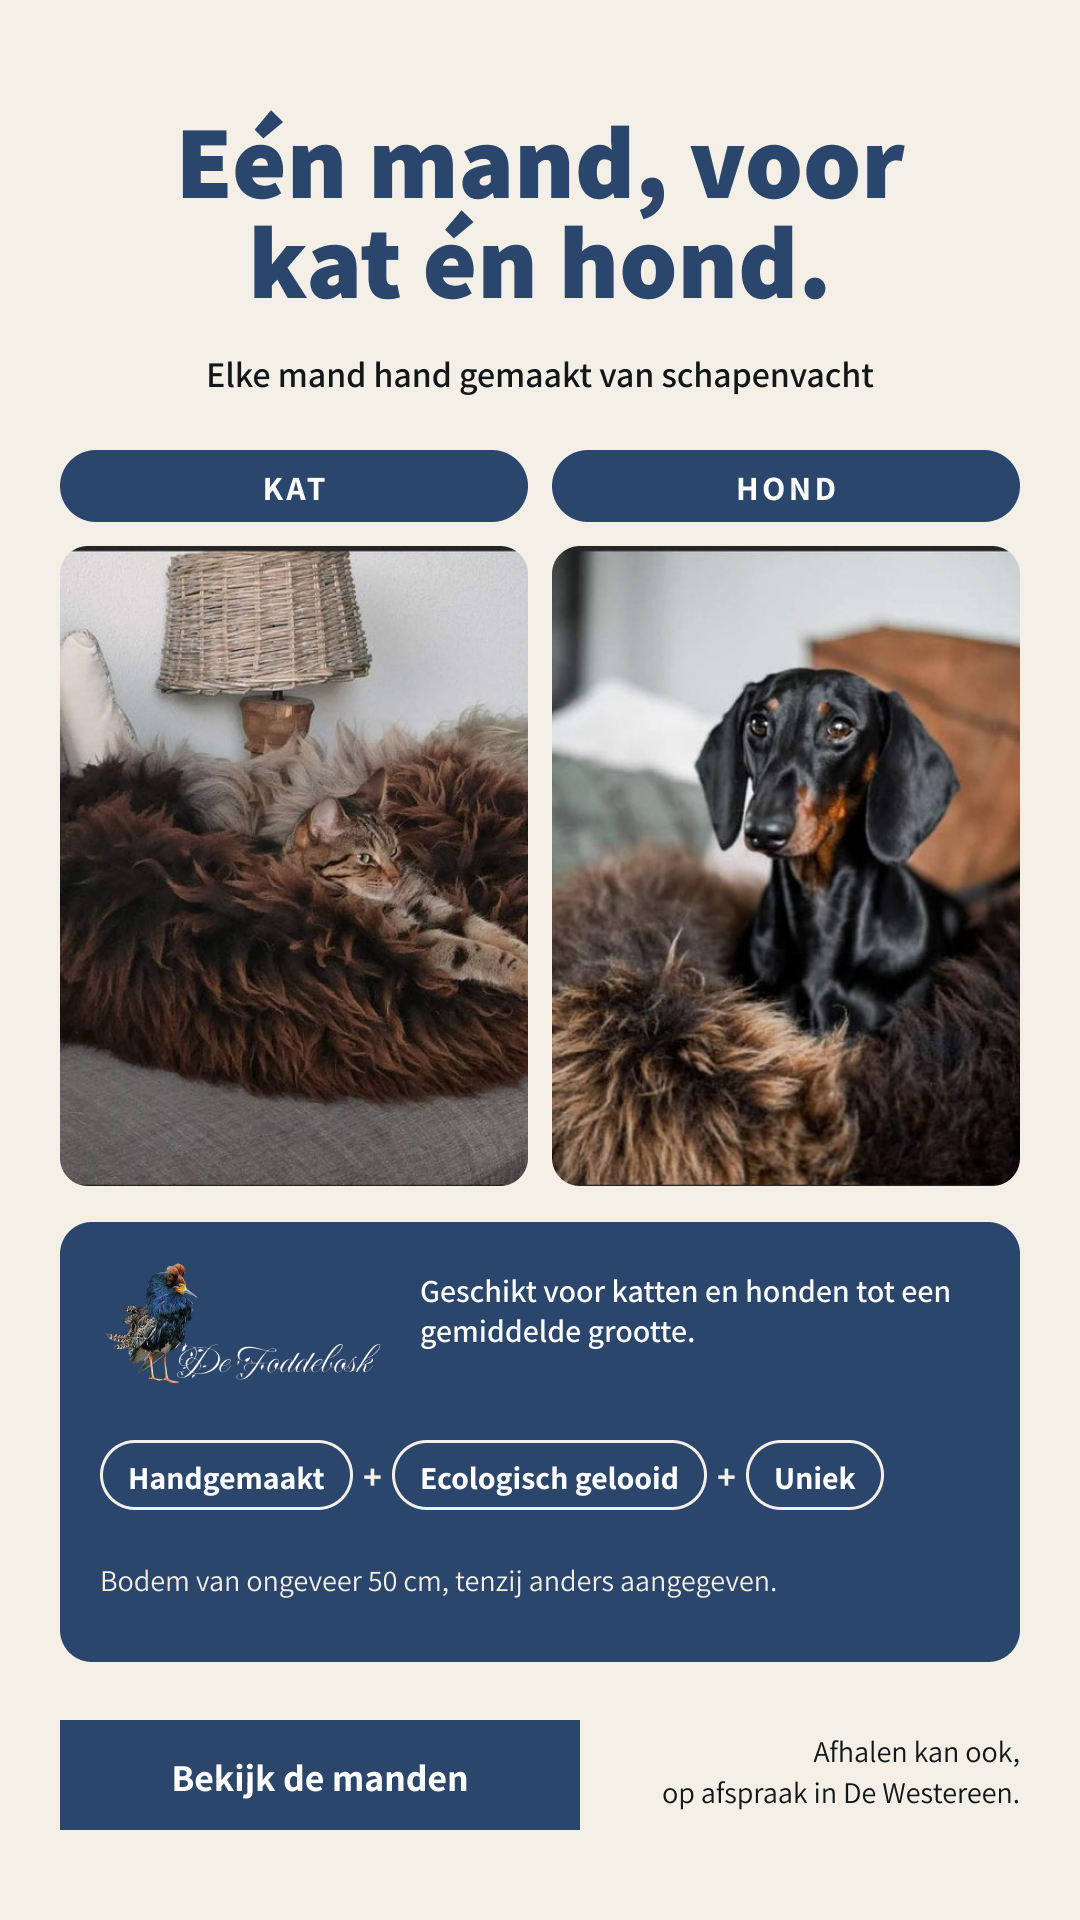 Eén mand, voor
kat én hond.
Elke mand hand gemaakt van schapenvacht
KAT
HOND
De Foddebosk
Geschikt voor katten en honden tot een
gemiddelde grootte.
Handgemaakt + Ecologisch gelooid + Uniek
Bodem van ongeveer 50 cm, tenzij anders aangegeven.
Bekijk de manden
Afhalen kan ook,
op afspraak in De Westereen.